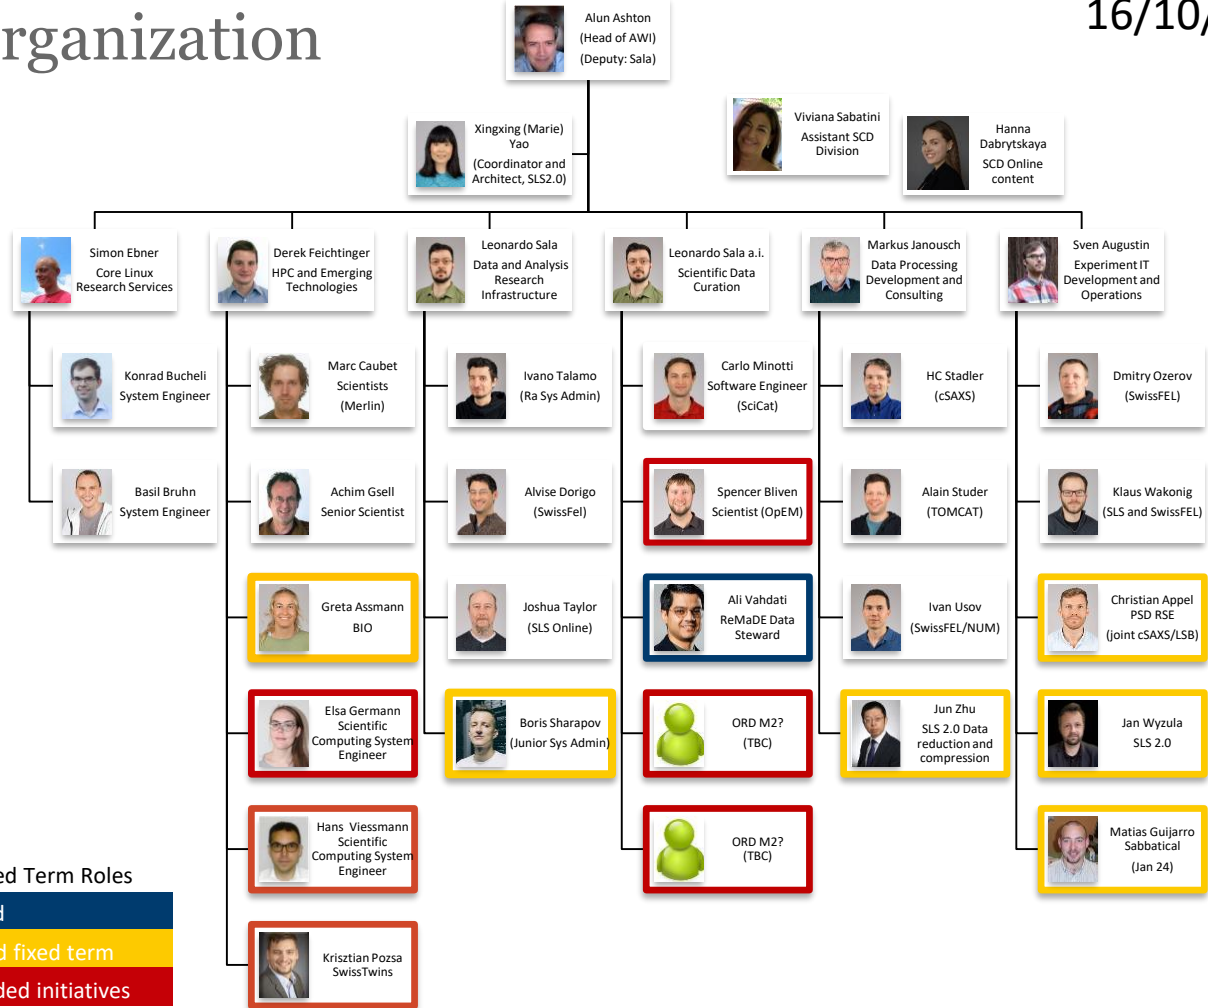 rganization
16/10/
Alun Ashton
(Head of AWI)
(Deputy: Sala)
Xingxing (Marie)
Yao
(Coordinator and
Architect, SLS2.0)
Viviana Sabatini
Assistant SCD
Division
Hanna
Dabrytskaya
SCD Online
content
Simon Ebner
Core Linux
Research Services
Derek Feichtinger
HPC and Emerging
Technologies
Leonardo Sala
Data and Analysis
Research
Infrastructure
Leonardo Sala a.i.
Scientific Data
Curation
Markus Janousch
Data Processing
Development and
Consulting
Sven Augustin
Experiment IT
Development and
Operations
Konrad Bucheli
System Engineer
Marc Caubet
Scientists
(Merlin)
Ivano Talamo
(Ra Sys Admin)
Carlo Minotti
Software Engineer
(SciCat)
HC Stadler
(cSAXS)
Dmitry Ozerov
(SwissFEL)
Basil Bruhn
System Engineer
Achim Gsell
Senior Scientist
Alvise Dorigo
(SwissFel)
Spencer Bliven
Scientist (OpEM)
Alain Studer
(TOMCAT)
Klaus Wakonig
(SLS and SwissFEL)
Greta Assmann
BIO
Joshua Taylor
(SLS Online)
Ali Vahdati
ReMaDE Data
Steward
Ivan Usov
(SwissFEL/NUM)
Christian Appel
PSD RSE
(joint cSAXS/LSB)
Elsa Germann
Scientific
Computing System
Engineer
Boris Sharapov
(Junior Sys Admin)
ORD M2?
(TBC)
Jun Zhu
SLS 2.0 Data
reduction and
compression
Jan Wyzula
SLS 2.0
Hans Viessmann
Scientific
Computing System
Engineer
ORD M2?
(TBC)
Matias Guijarro
Sabbatical
(Jan 24)
Krisztian Pozsa
SwissTwins
ed Term Roles
d
d fixed term
ded initiatives